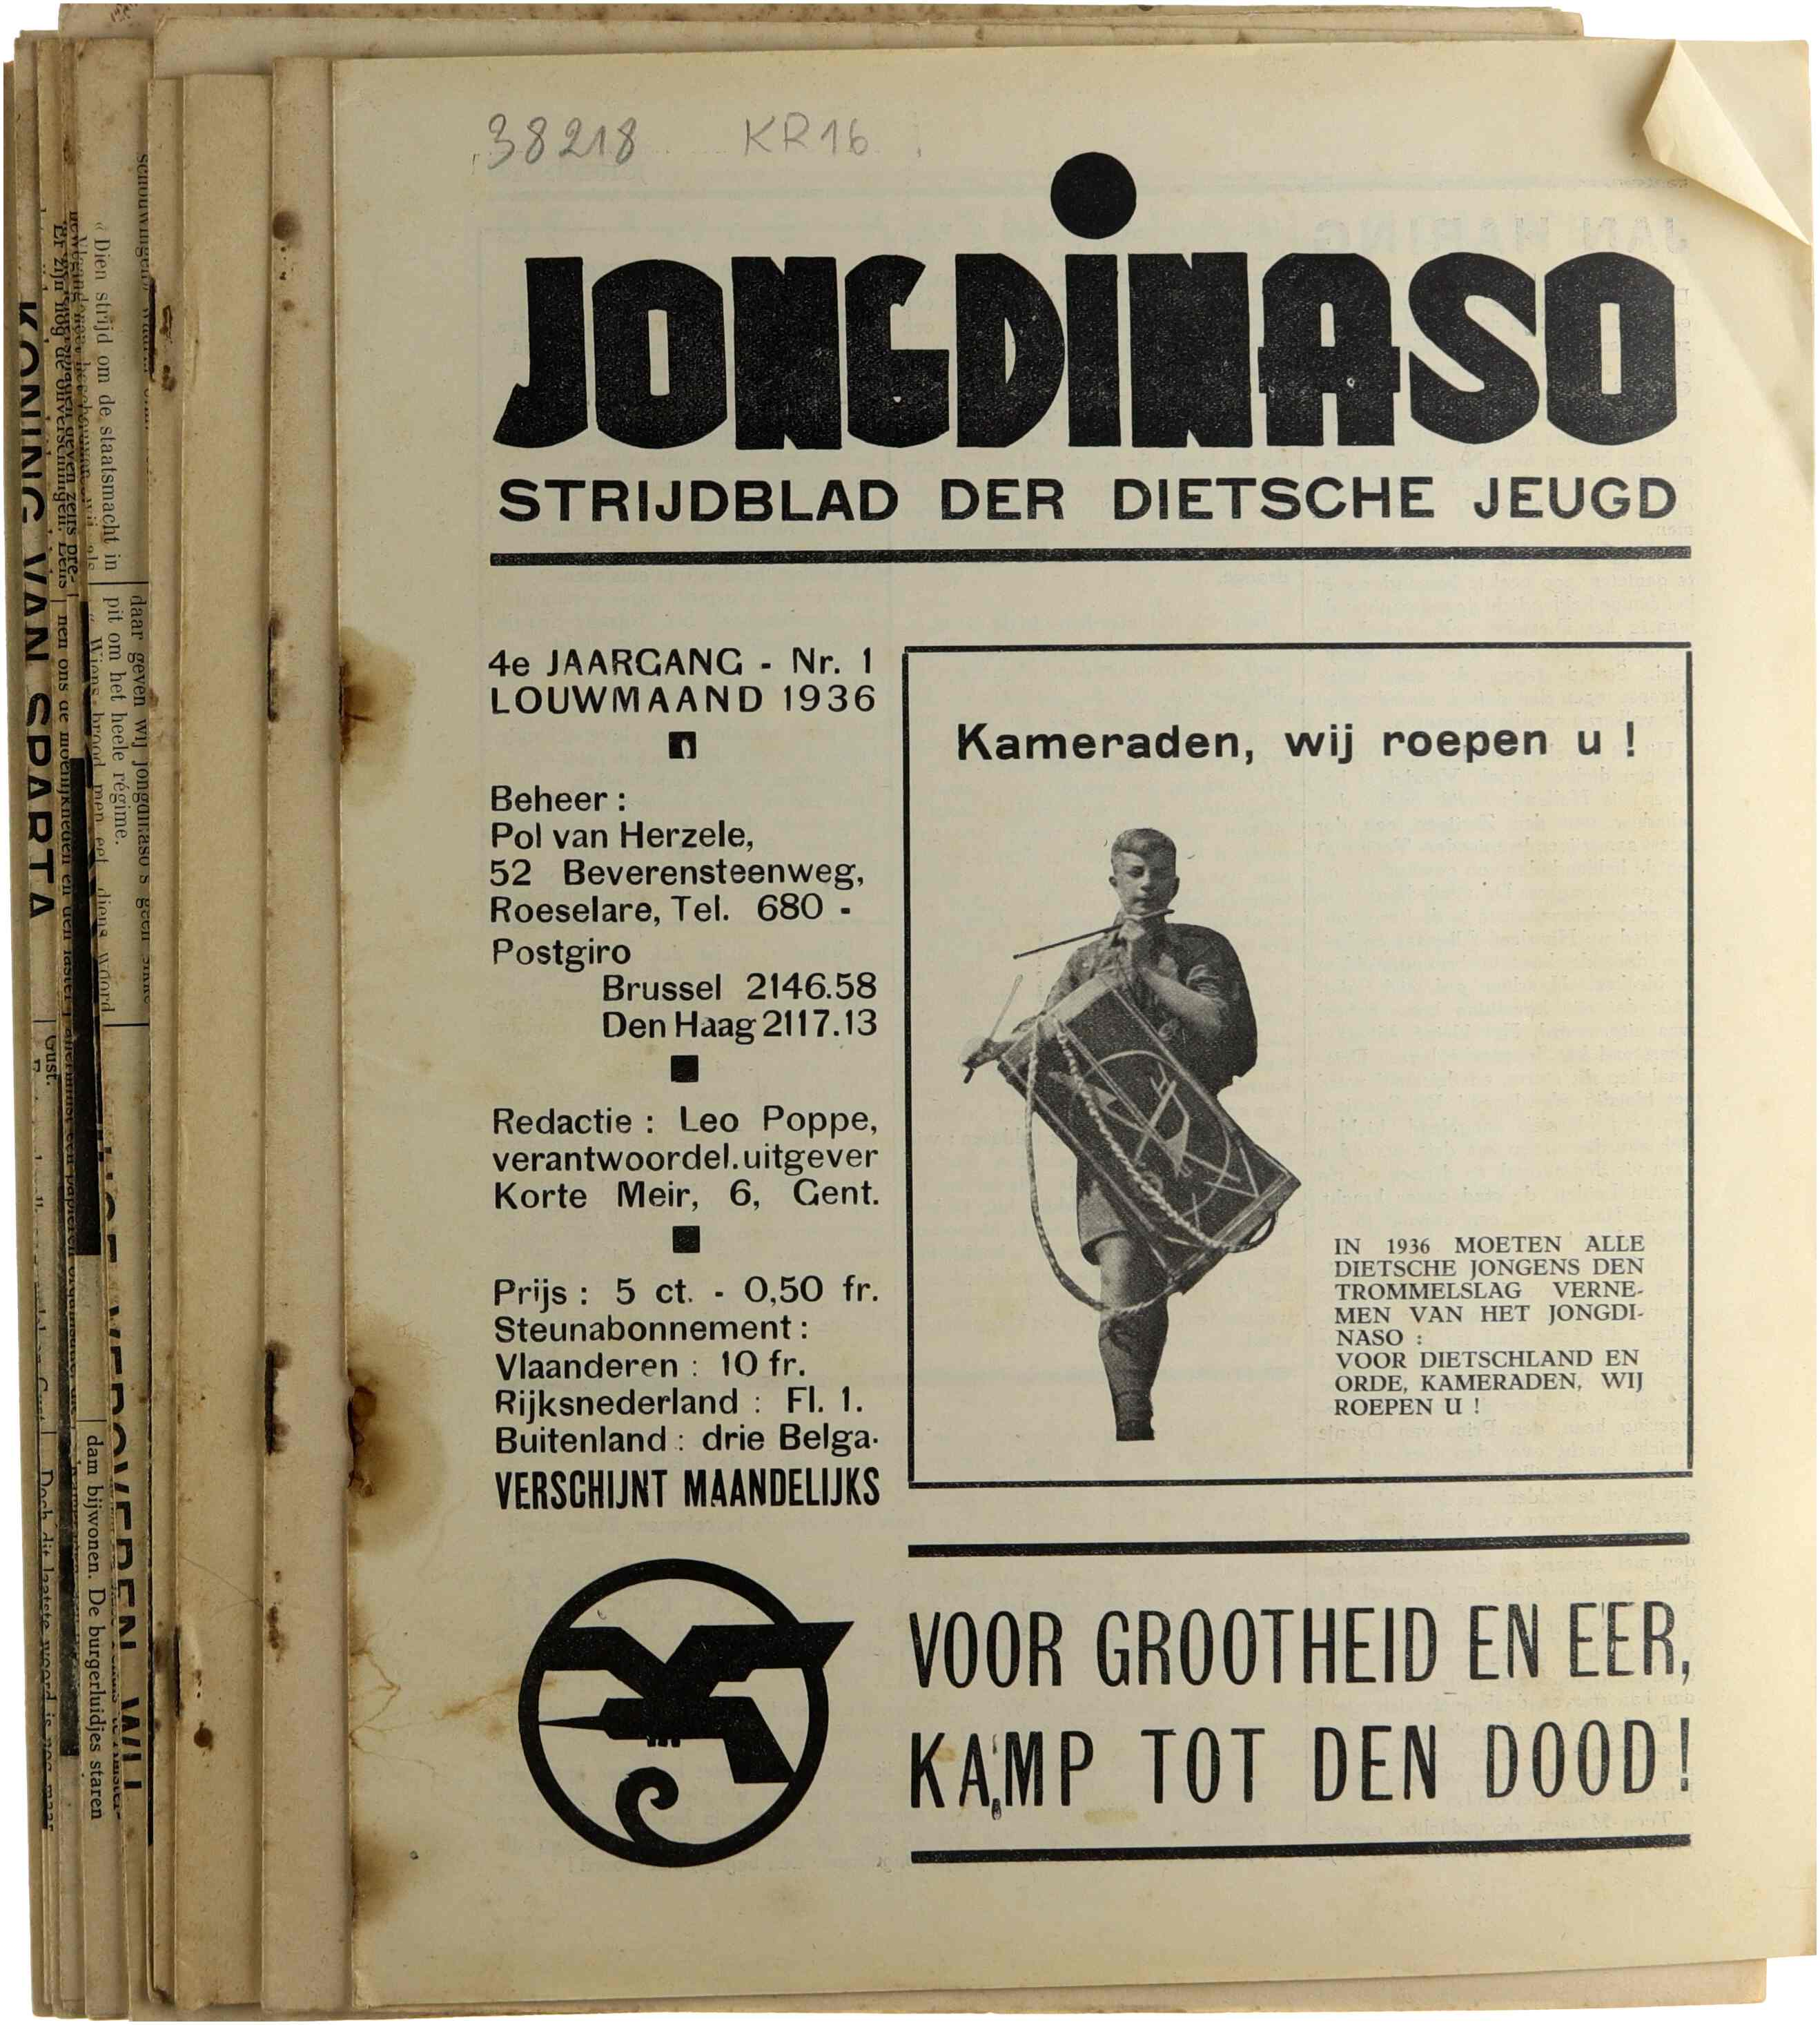 38218 KR16
JONGDINASO
STRIJDBLAD DER DIETSCHE JEUGD
4e JAARGANG - Nr. 1
LOUWMAAND 1936
Beheer :
Pol van Herzele,
52 Beverensteenweg,
Roeselare, Tel. 680 -
Postgiro
Brussel 2146.58
Den Haag 2117.13
Redactie : Leo Poppe,
verantwoordel.uitgever
Korte Meir, 6, Gent.
Prijs : 5 ct. - 0,50 fr.
Steunabonnement :
Vlaanderen : 10 fr.
Rijksnederland : Fl. 1.
Buitenland : drie Belga.
VERSCHIJNT MAANDELIJKS
Kameraden, wij roepen u !
IN 1936 MOETEN ALLE
DIETSCHE JONGENS DEN
TROMMELSLAG VERNE-
MEN VAN HET JONGDI-
NASO :
VOOR DIETSCHLAND EN
ORDE, KAMERADEN, WIJ
ROEPEN U !
VOOR GROOTHEID EN EER,
KAMP TOT DEN DOOD!
KONING VAN SPARTA
« Dien strijd om de staatsmacht in
pit om het heele régime.
daar geven wij jongdinaso's geen
dam bijwonen. De burgerluidjes staren